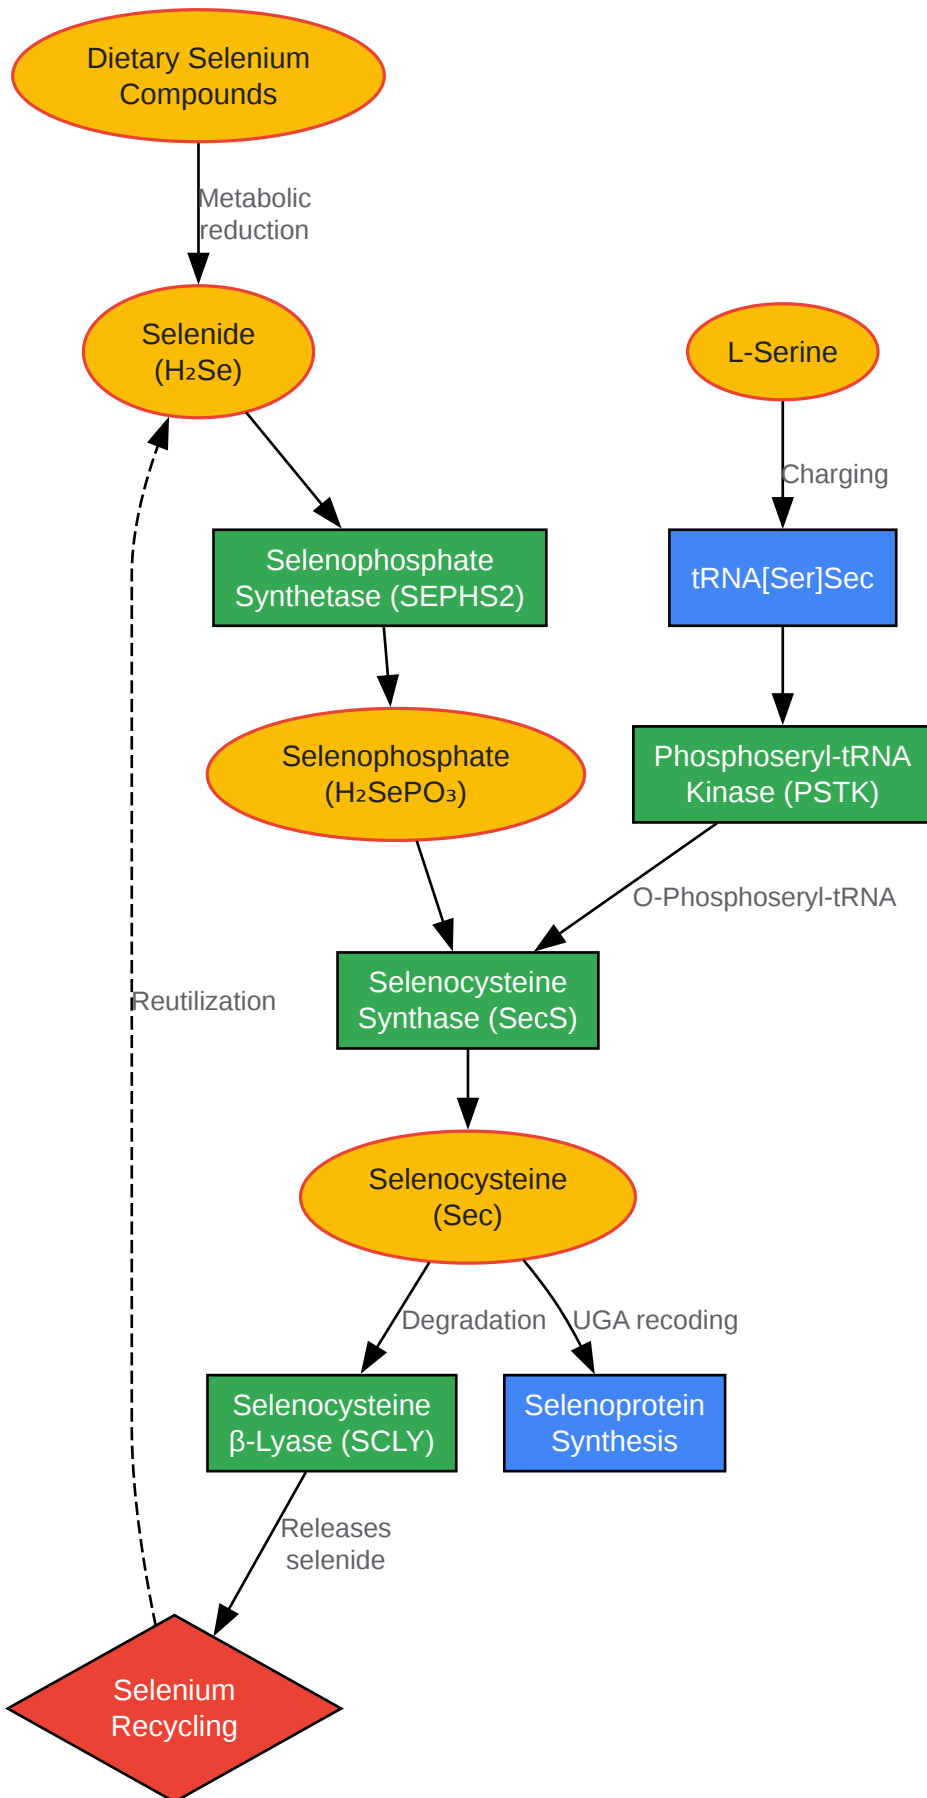 Dietary Selenium
Compounds
Metabolic
reduction
Selenide
(H₂Se)
L-Serine
Charging
Selenophosphate
Synthetase (SEPHS2)
tRNA[Ser]Sec
Selenophosphate
(H₂SePO₃)
Phosphoseryl-tRNA
Kinase (PSTK)
O-Phosphoseryl-tRNA
Selenocysteine
Synthase (SecS)
Reutilization
Selenocysteine
(Sec)
Degradation
UGA recoding
Selenocysteine
β-Lyase (SCLY)
Selenoprotein
Synthesis
Releases
selenide
Selenium
Recycling